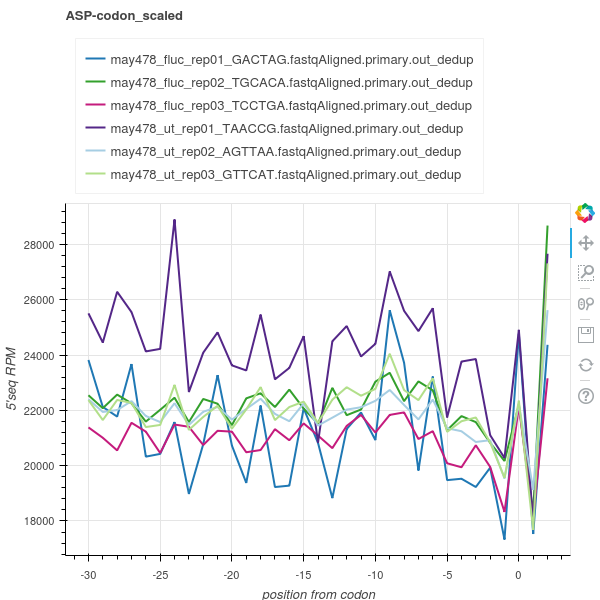 ASP-codon_scaled
may478_fluc_rep01_GACTAG.fastqAligned.primary.out_dedup
may478_fluc_rep02_TGCACA.fastqAligned.primary.out_dedup
may478_fluc_rep03_TCCTGA.fastqAligned.primary.out_dedup
may478_ut_rep01_TAACCG.fastqAligned.primary.out_dedup
may478_ut_rep02_AGTTAA.fastqAligned.primary.out_dedup
may478_ut_rep03_GTTCAT.fastqAligned.primary.out_dedup
28000
26000
24000
22000
20000
18000
5'seq RPM
-30 -25 -20 -15 -10 -5 0
position from codon